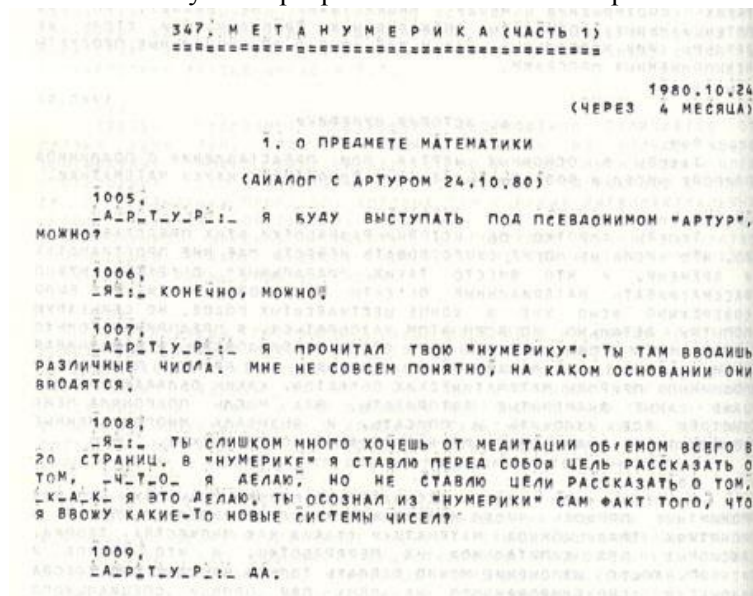 347. М Е Т А Н У М Е Р И К А (ЧАСТЬ 1)
=======================================
1980.10.24
(ЧЕРЕЗ 4 МЕСЯЦА)
1. О ПРЕДМЕТЕ МАТЕМАТИКИ
(ДИАЛОГ С АРТУРОМ 24.10.80)
1005.
_А_Р_Т_У_Р_:_ Я БУДУ ВЫСТУПАТЬ ПОД ПСЕВДОНИМОМ "АРТУР",
МОЖНО?
1006.
_Я_:_ КОНЕЧНО, МОЖНО!
1007.
_А_Р_Т_У_Р_:_ Я ПРОЧИТАЛ ТВОЮ "НУМЕРИКУ". ТЫ ТАМ ВВОДИШЬ
РАЗЛИЧНЫЕ ЧИСЛА. МНЕ НЕ СОВСЕМ ПОНЯТНО, НА КАКОМ ОСНОВАНИИ ОНИ
ВВОДЯТСЯ.
1008.
_Я_:_ ТЫ СЛИШКОМ МНОГО ХОЧЕШЬ ОТ МЕДИТАЦИИ ОБ'ЕМОМ ВСЕГО В
20 СТРАНИЦ. В "НУМЕРИКЕ" Я СТАВЛЮ ПЕРЕД СОБОЙ ЦЕЛЬ РАССКАЗАТЬ О
ТОМ, _Ч_Т_О_ Я ДЕЛАЮ, НО НЕ СТАВЛЮ ЦЕЛИ РАССКАЗАТЬ О ТОМ,
_К_А_К_ Я ЭТО ДЕЛАЮ. ТЫ ОСОЗНАЛ ИЗ "НУМЕРИКИ" САМ ФАКТ ТОГО, ЧТО
Я ВВОЖУ КАКИЕ-ТО НОВЫЕ СИСТЕМЫ ЧИСЕЛ?
1009.
_А_Р_Т_У_Р_:_ ДА.